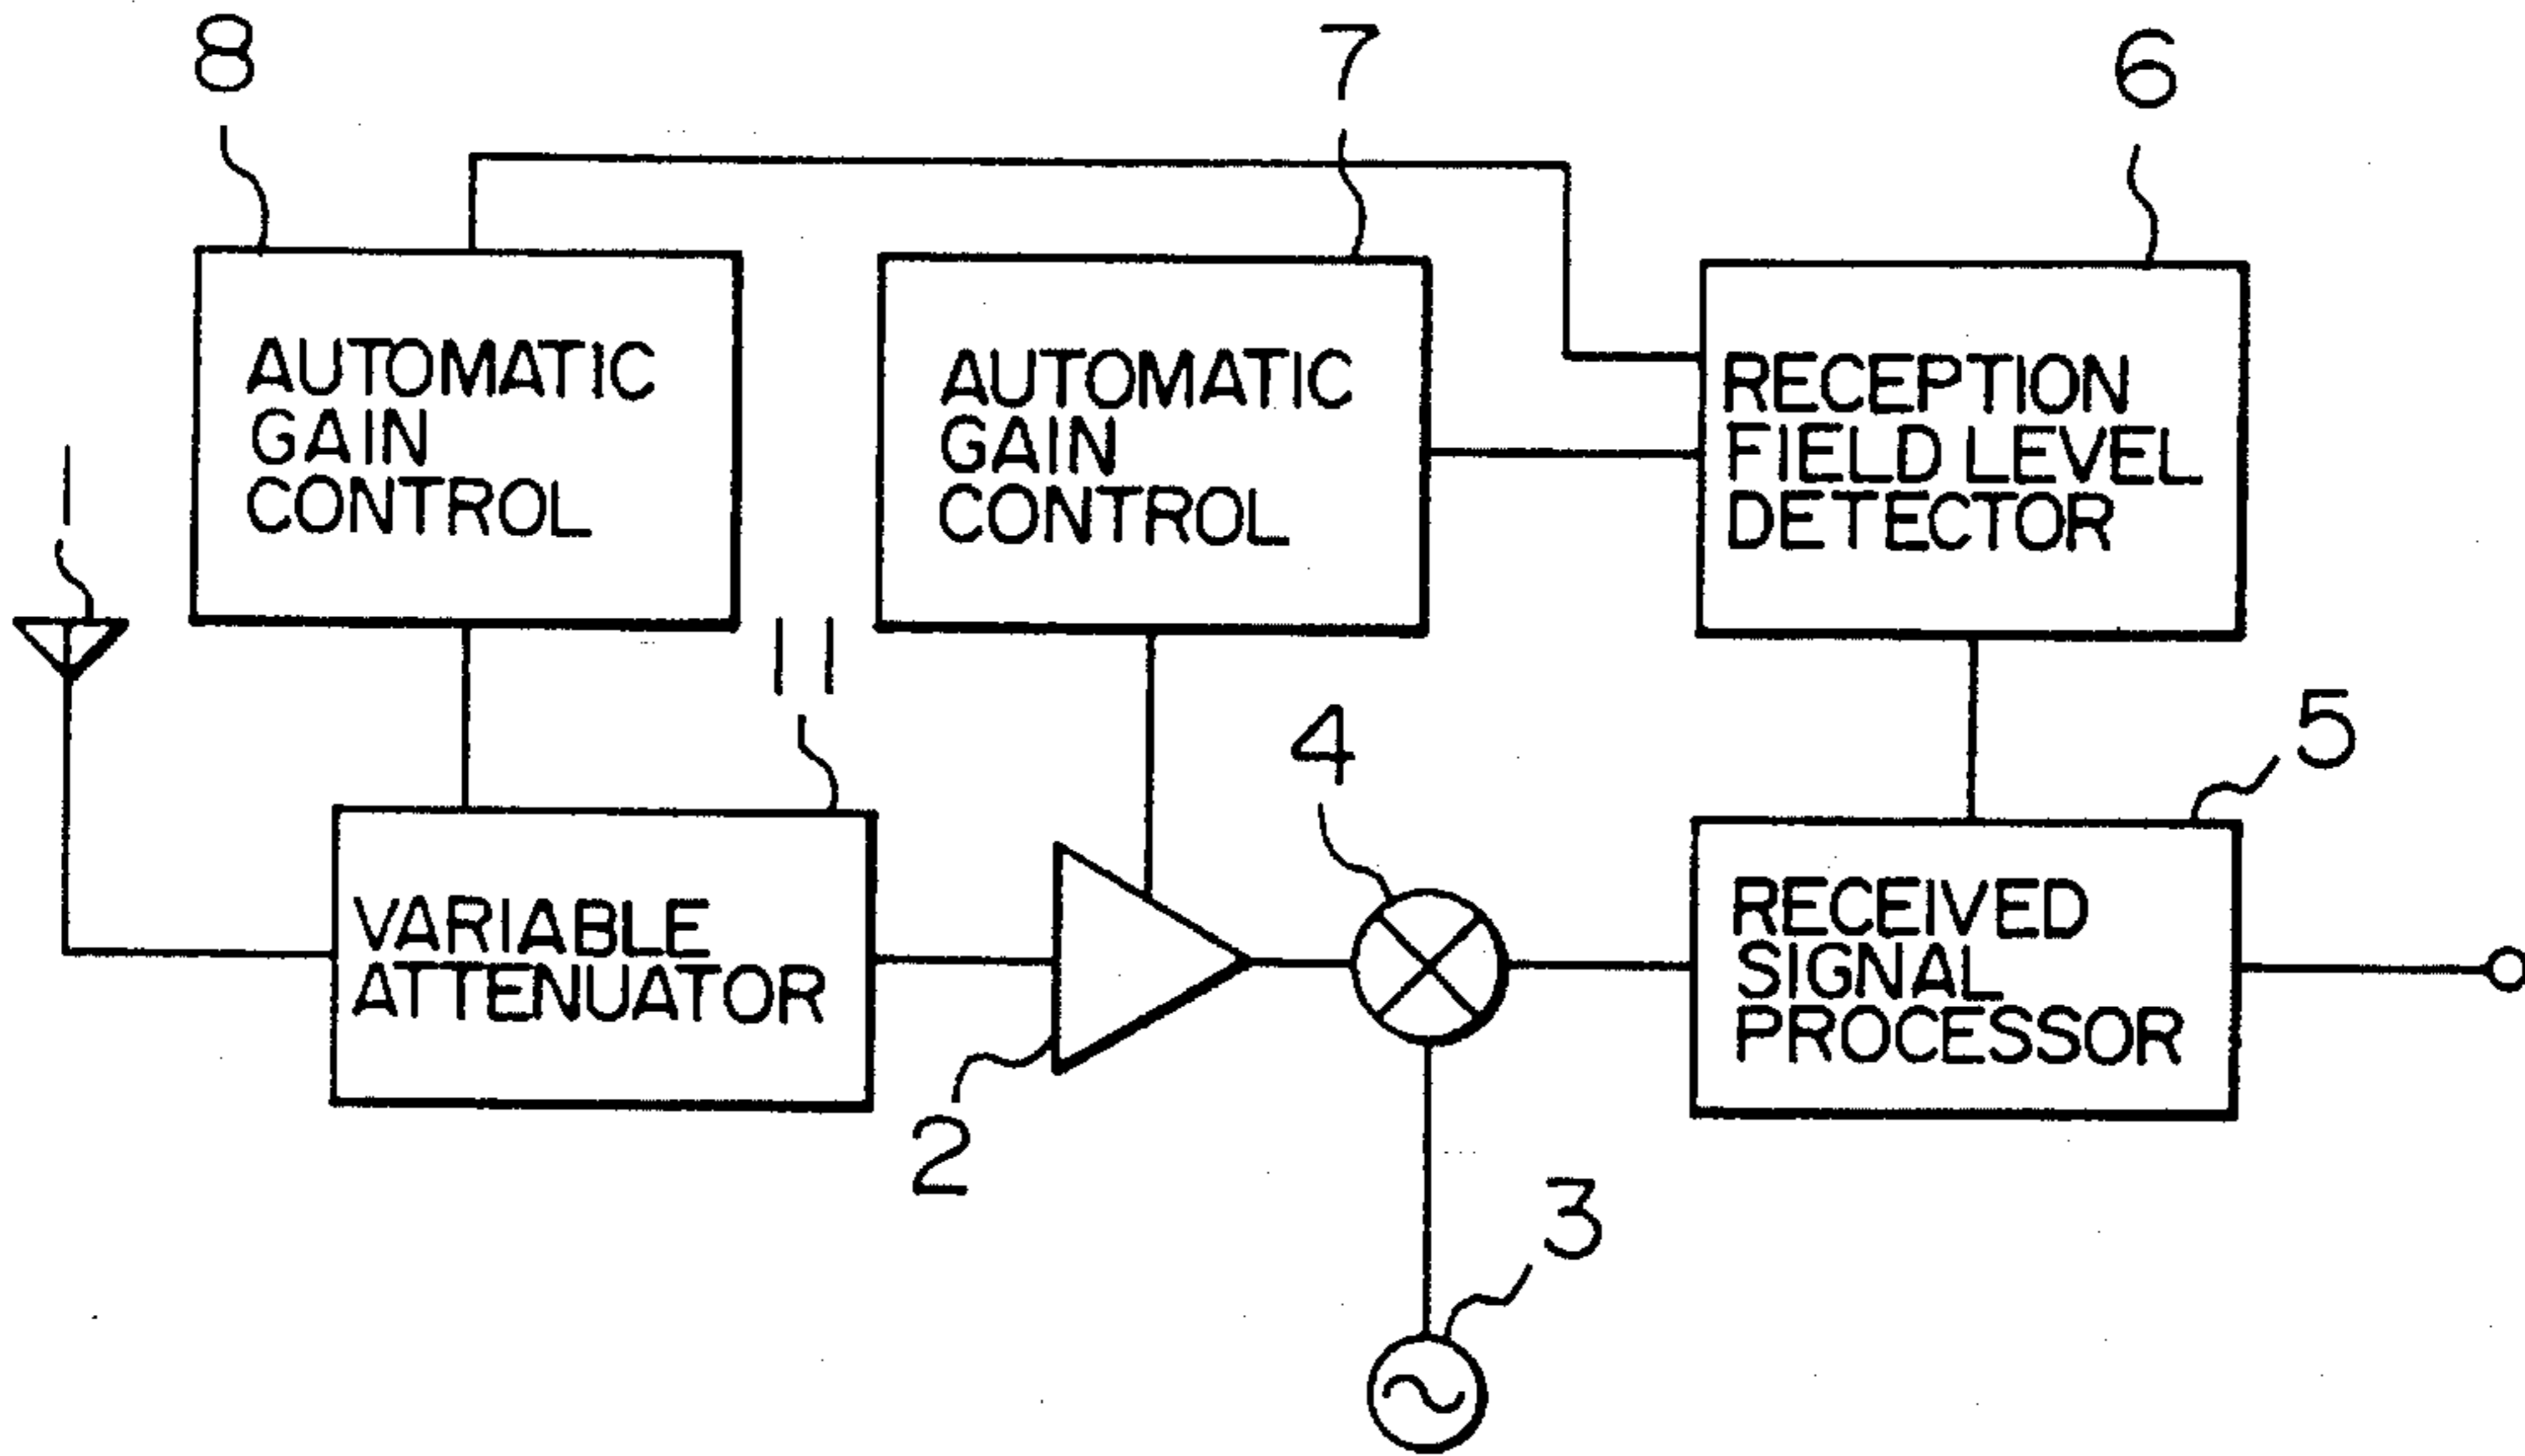 8
7
6
AUTOMATIC
GAIN
CONTROL
AUTOMATIC
GAIN
CONTROL
RECEPTION
FIELD LEVEL
DETECTOR
1
11
4
5
VARIABLE
ATTENUATOR
RECEIVED
SIGNAL
PROCESSOR
2
3